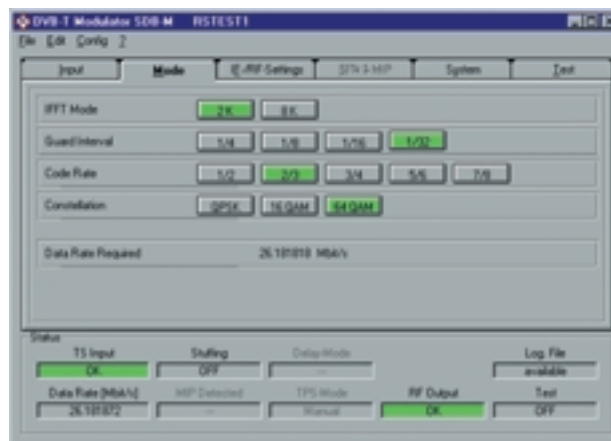 DVB-T Modulator SDB-M RSTEST1
File Edit Config ?
Input Mode IF/RF-Settings SFN-MIP System Test
IFFT Mode 2 K 8 K
Guard Interval 1/4 1/8 1/16 1/32
Code Rate 1/2 2/3 3/4 5/6 7/8
Constellation QPSK 16 QAM 64 QAM
Data Rate Required 26.181818 Mbit/s
Status
TS Input Stuffing Delay-Mode Log. File
OK OFF --- available
Data Rate [Mbit/s] MIP Detected TPS-Mode RF Output Test
26.181872 --- Manual OK OFF